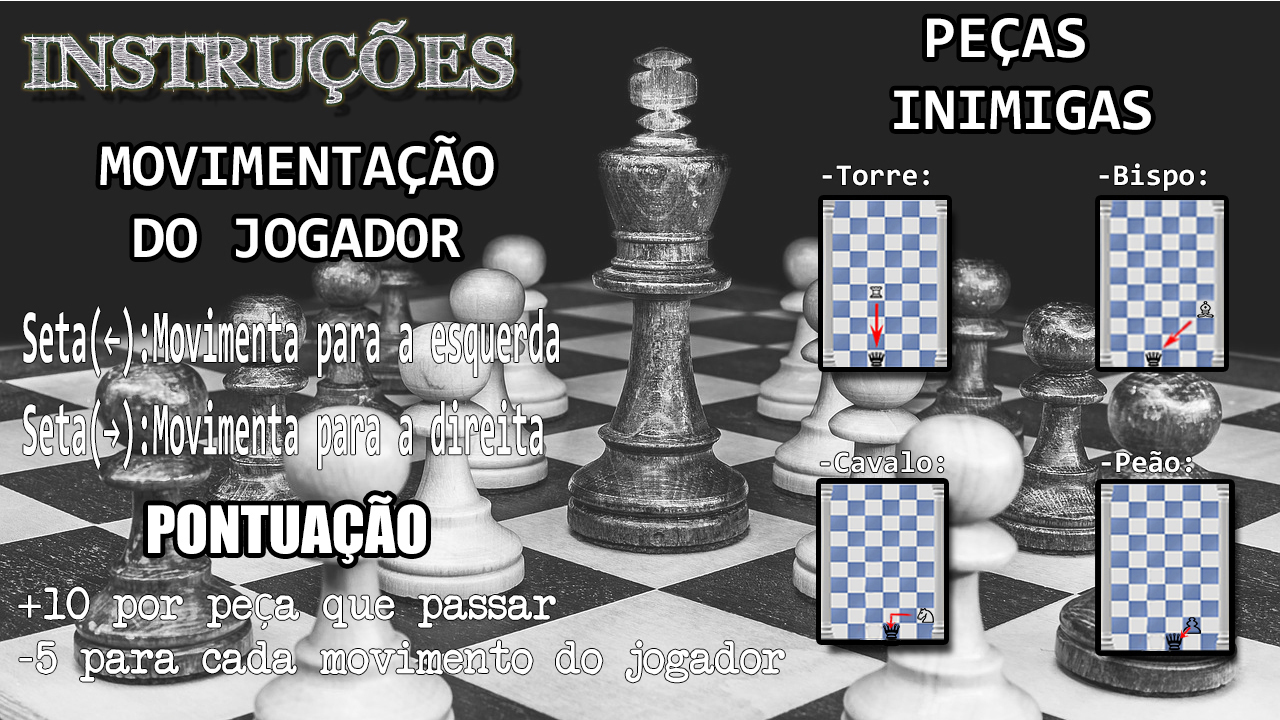 INSTRUÇÕES
MOVIMENTAÇÃO
DO JOGADOR
Seta(←):Movimenta para a esquerda
Seta(→):Movimenta para a direita
PONTUAÇÃO
+10 por peça que passar
-5 para cada movimento do jogador
PEÇAS
INIMIGAS
-Torre:
-Bispo:
-Cavalo:
-Peão: